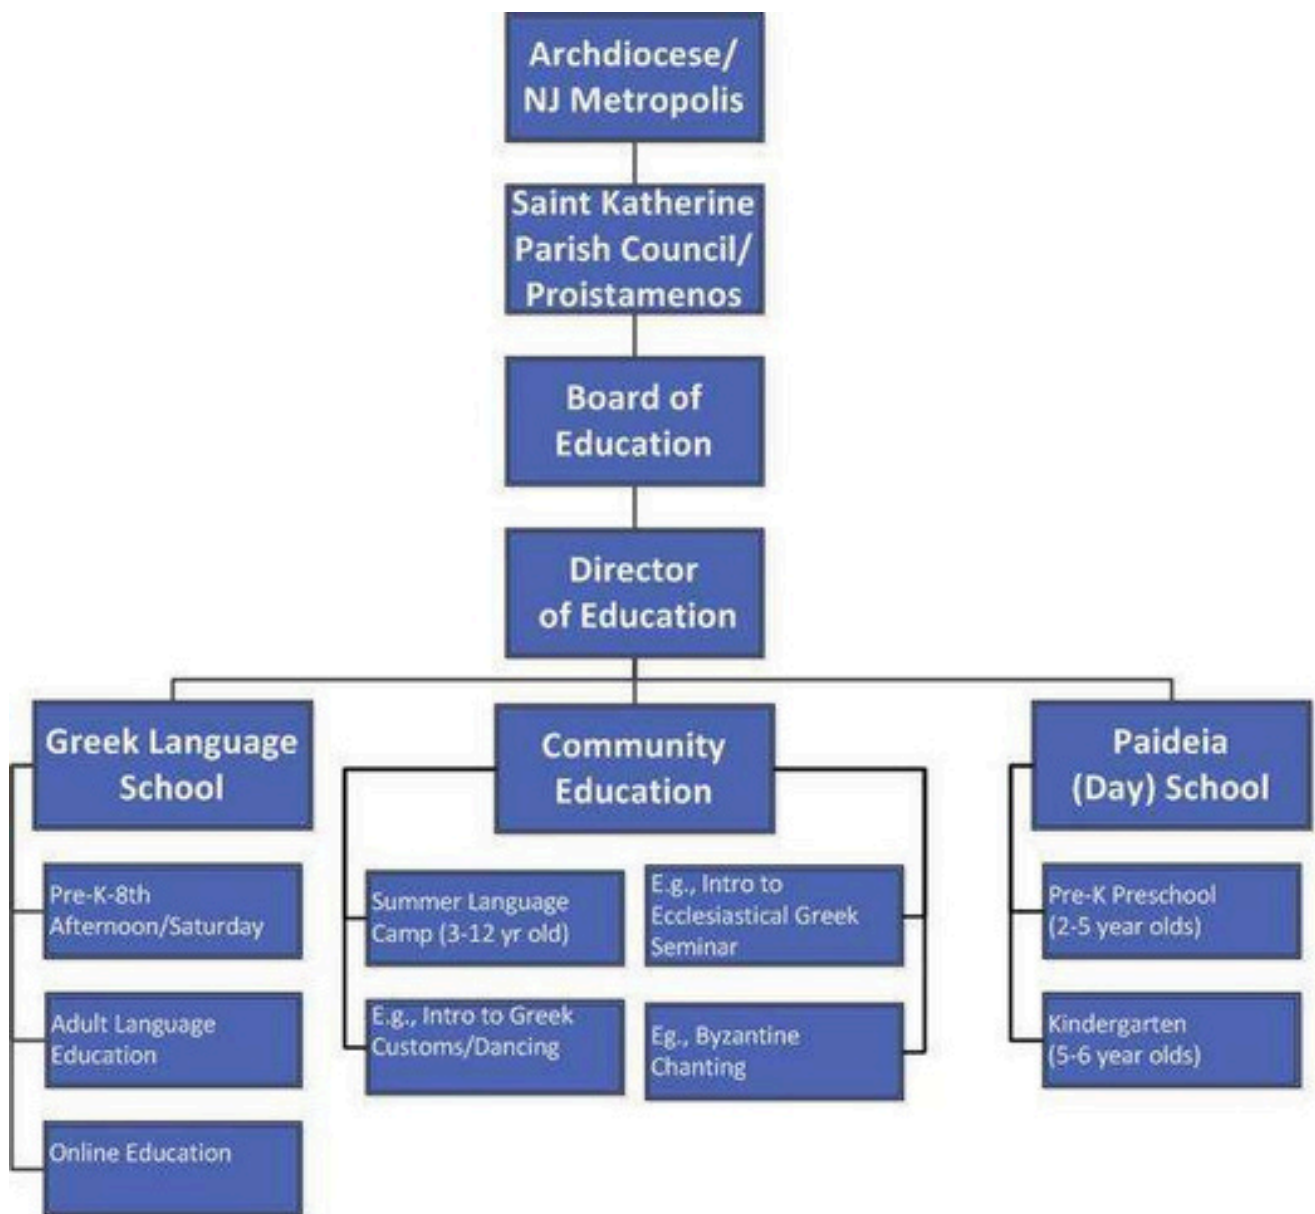 Archdiocese/
NJ Metropolis
Saint Katherine
Parish Council/
Proistamenos
Board of
Education
Director
of Education
Greek Language
School
Pre-K-8th
Afternoon/Saturday
Adult Language
Education
Online Education
Community
Education
Summer Language
Camp (3-12 yr old)
E.g., Intro to Greek
Customs/Dancing
E.g., Intro to
Ecclesiastical Greek
Seminar
Eg., Byzantine
Chanting
Paideia
(Day) School
Pre-K Preschool
(2-5 year olds)
Kindergarten
(5-6 year olds)